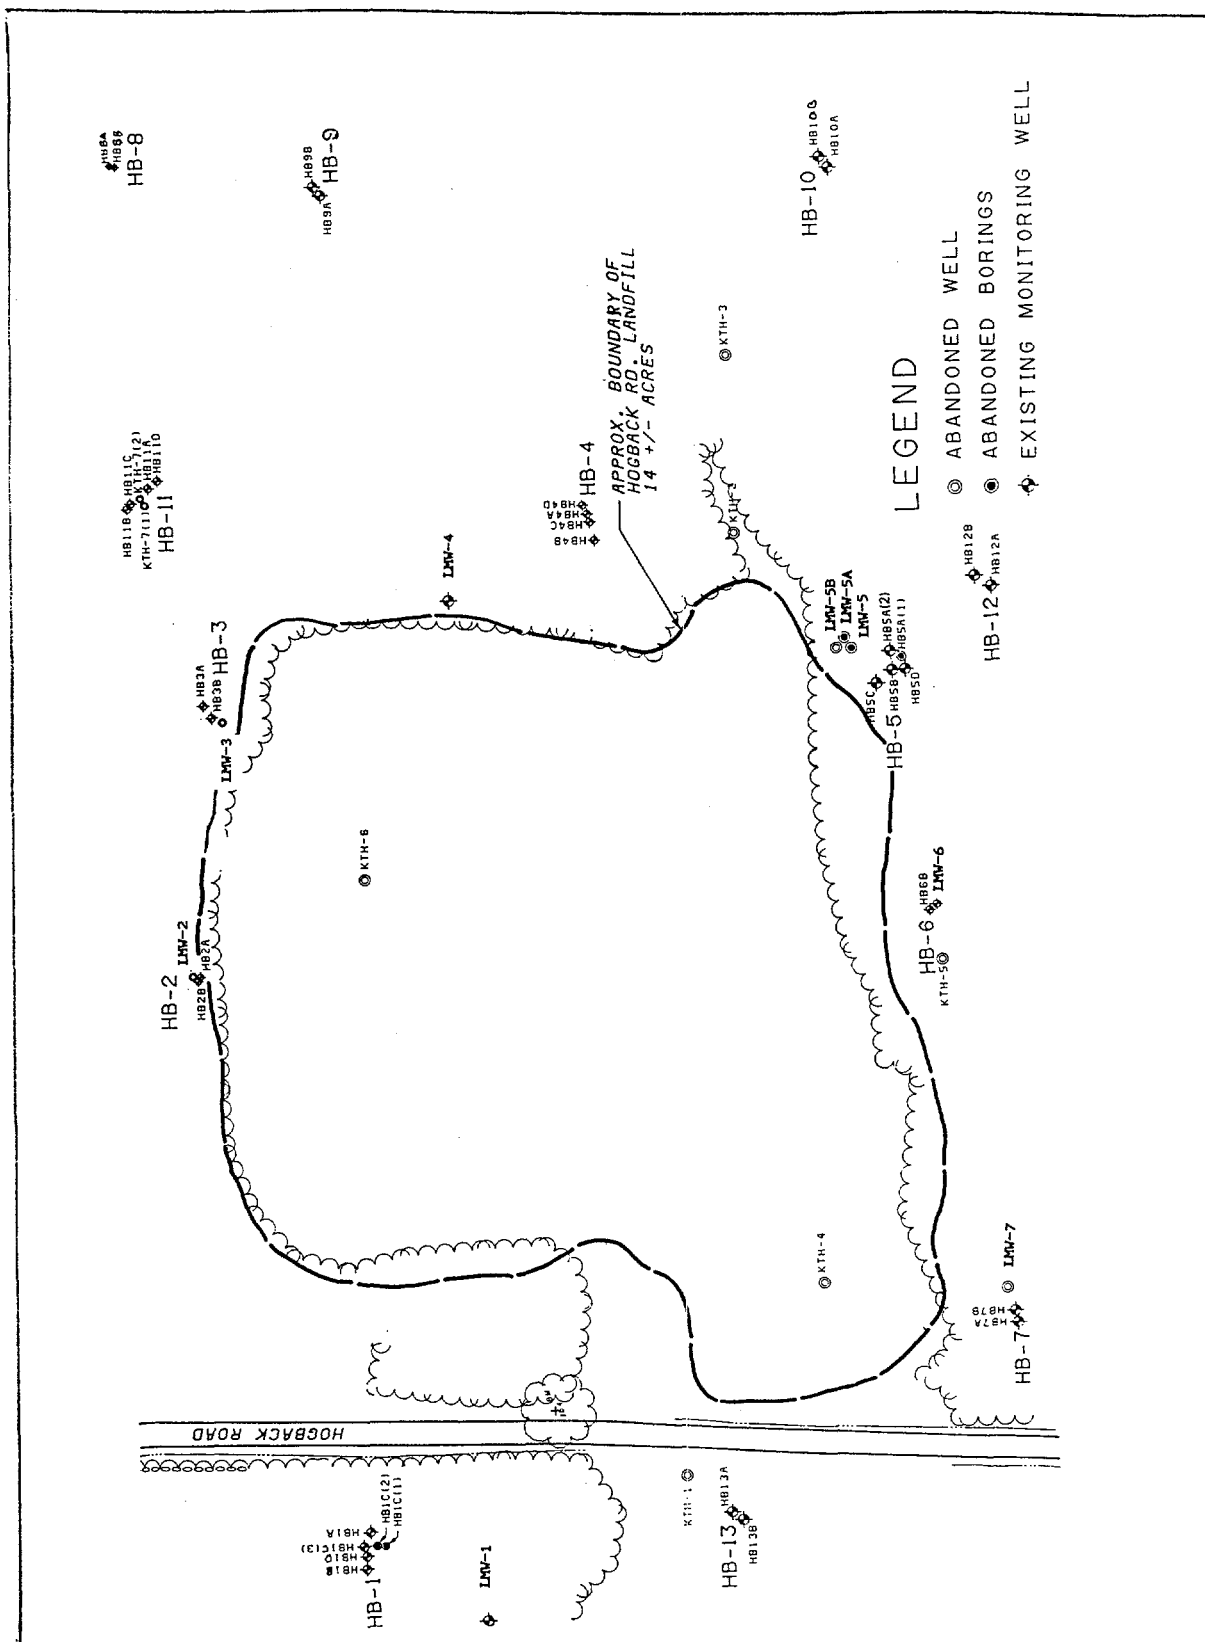 HB8A
HB8B
HB-8
HB9B
HB9A
HB-9
HB10B
HB10A
HB-10
HB11B
HB11C
KTH-7(2)
KTH-7(1)
HB11A
HB11D
HB-11
APPROX. BOUNDARY OF
HOGBACK RD. LANDFILL
14 +/- ACRES
KTH-3
HB-4
HB4D
HB4A
HB4C
HB4B
LMW-4
HB3A
HB3B
HB-3
LMW-3
LMW-5B
LMW-5A
LMW-5
HB5A(2)
HB5A(1)
HB5C
HB5B
HB5D
HB-5
HB12B
HB12A
HB-12
LEGEND
ABANDONED WELL
ABANDONED BORINGS
EXISTING MONITORING WELL
KTH-6
LMW-2
HB2A
HB2B
HB-2
HB6B
LMW-6
HB-6
KTH-5
KTH-4
LMW-7
HB7B
HB7A
HB-7
HOGBACK ROAD
HB1A
HB1C(3)
HB1D
HB1B
HB1C(2)
HB1C(1)
HB-1
LMW-1
KTH-1
HB13A
HB13B
HB-13